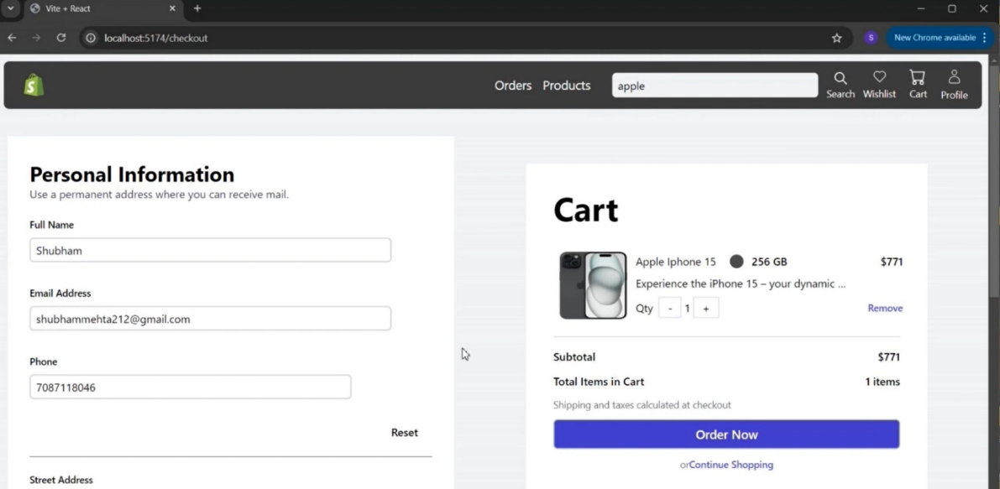 Vite + React
localhost:5174/checkout
S
New Chrome available
S
Orders Products
apple
Search Wishlist Cart Profile
Personal Information
Use a permanent address where you can receive mail.
Full Name
Shubham
Email Address
shubhammehta212@gmail.com
Phone
7087118046
Reset
Street Address
Cart
Apple Iphone 15 256 GB $771
Experience the iPhone 15 – your dynamic ...
Qty - 1 + Remove
Subtotal $771
Total Items in Cart 1 items
Shipping and taxes calculated at checkout
Order Now
orContinue Shopping